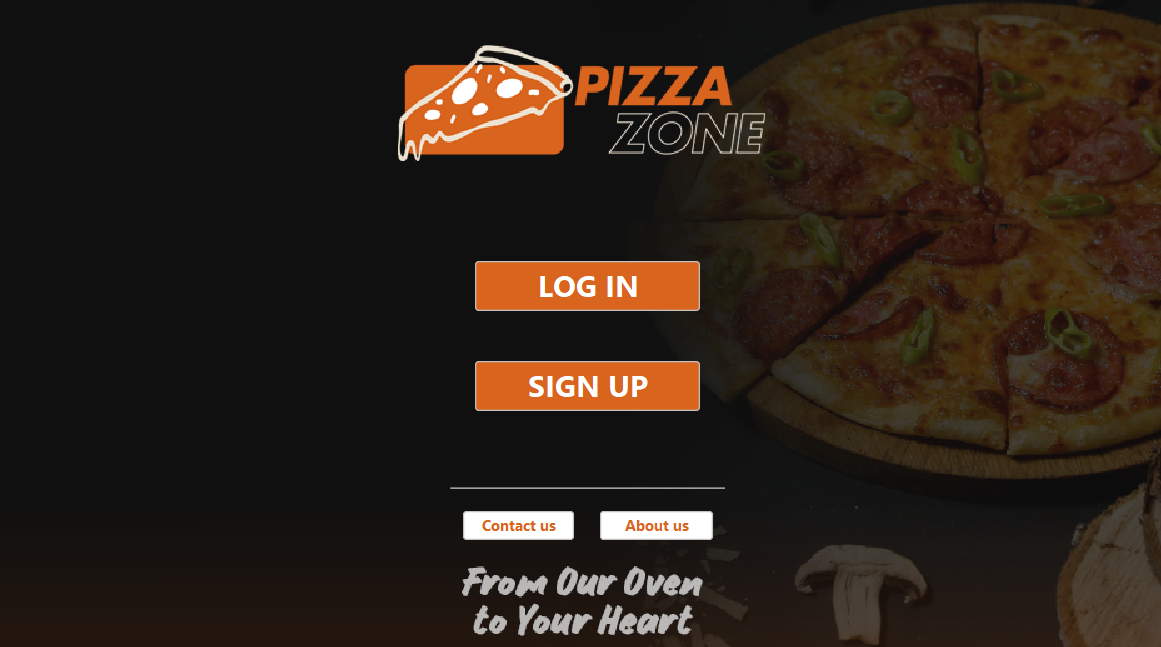 PIZZA
ZONE
LOG IN
SIGN UP
Contact us
About us
From Our Oven
to Your Heart